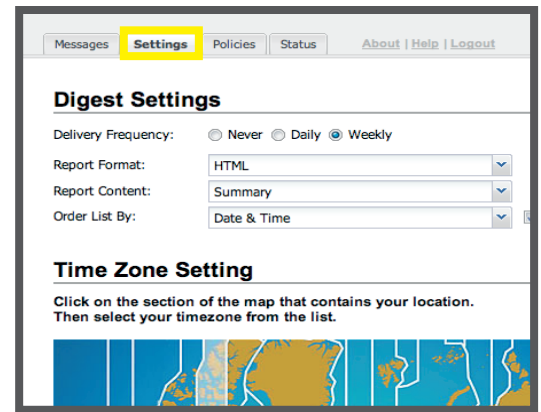 Messages Settings Policies Status About | Help | Logout
Digest Settings
Delivery Frequency: Never Daily Weekly
Report Format: HTML
Report Content: Summary
Order List By: Date & Time
Time Zone Setting
Click on the section of the map that contains your location.
Then select your timezone from the list.